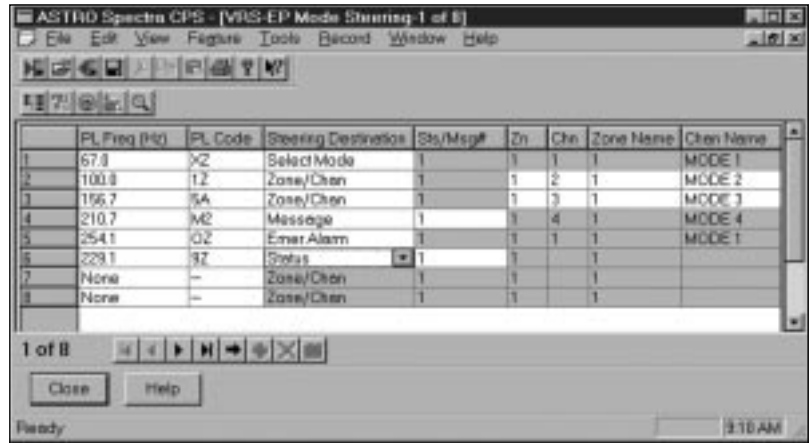 ASTRO Spectra CPS - [VRS-EP Mode Steering-1 of 8]
File Edit View Feature Tools Record Window Help
PL Freq (Hz) PL Code Steering Destination Sts/Msg# Zn Chn Zone Name Chan Name
1 67.0 XZ Select Mode 1 1 1 1 MODE 1
2 100.0 1Z Zone/Chan 1 1 2 1 MODE 2
3 156.7 5A Zone/Chan 1 1 3 1 MODE 3
4 210.7 M2 Message 1 1 4 1 MODE 4
5 254.1 OZ Emer Alarm 1 1 1 1 MODE 1
6 229.1 9Z Status 1 1 1
7 None -- Zone/Chan 1 1 1
8 None -- Zone/Chan 1 1 1
1 of 8
Close Help
Ready 9:10 AM